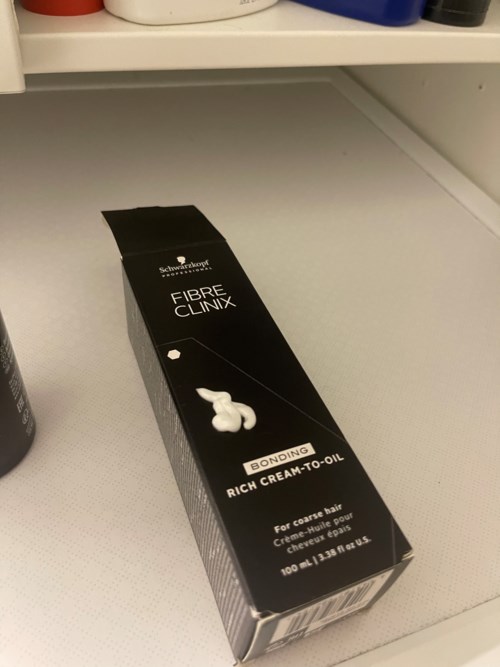 Schwarzkopf
PROFESSIONAL
FIBRE
CLINIX
BONDING
RICH CREAM-TO-OIL
For coarse hair
Crème-Huile pour
cheveux épais
100 mL | 3.38 fl oz U.S.